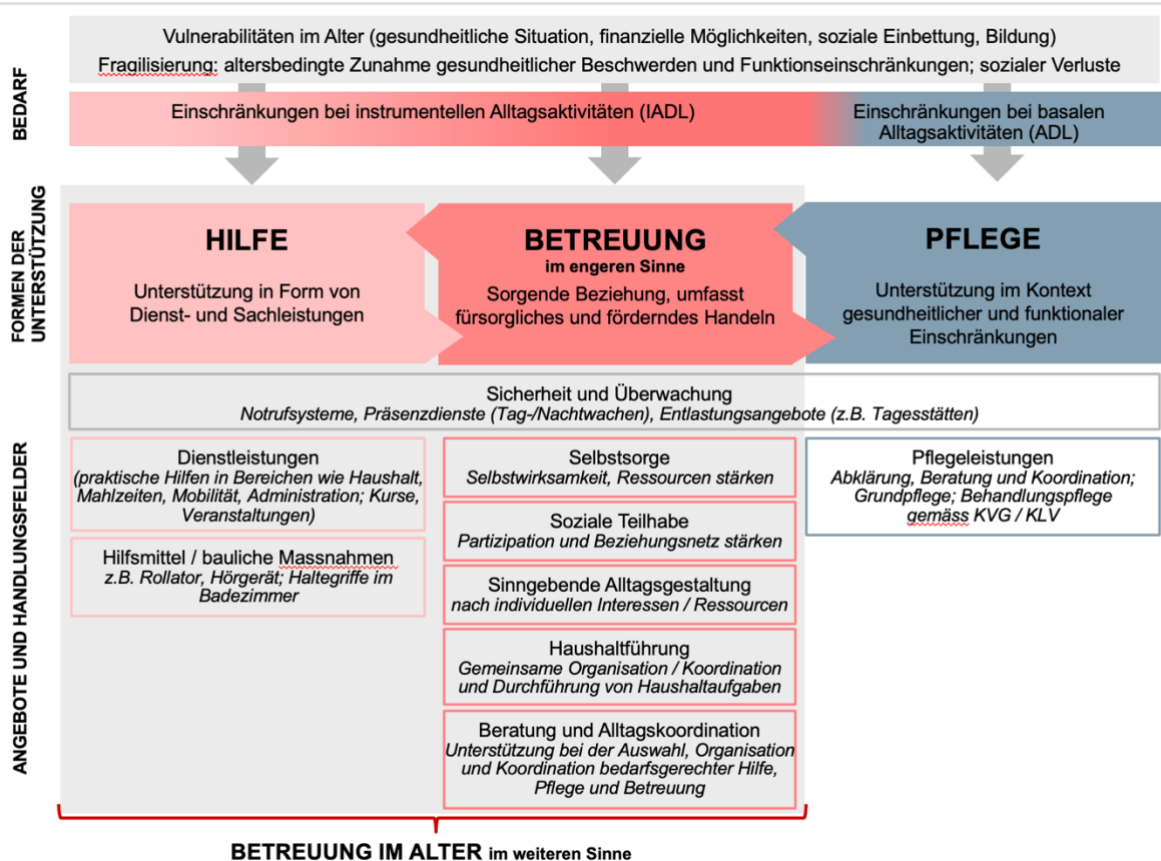 Vulnerabilitäten im Alter (gesundheitliche Situation, finanzielle Möglichkeiten, soziale Einbettung, Bildung)
Fragilisierung: altersbedingte Zunahme gesundheitlicher Beschwerden und Funktionseinschränkungen; sozialer Verluste
BEDARF
Einschränkungen bei instrumentellen Alltagsaktivitäten (IADL)
Einschränkungen bei basalen
Alltagsaktivitäten (ADL)
FORMEN DER
UNTERSTÜTZUNG
HILFE
Unterstützung in Form von
Dienst- und Sachleistungen
BETREUUNG
im engeren Sinne
Sorgende Beziehung, umfasst
fürsorgliches und förderndes Handeln
PFLEGE
Unterstützung im Kontext
gesundheitlicher und funktionaler
Einschränkungen
ANGEBOTE UND HANDLUNGSFELDER
Sicherheit und Überwachung
Notrufsysteme, Präsenzdienste (Tag-/Nachtwachen), Entlastungsangebote (z.B. Tagesstätten)
Dienstleistungen
(praktische Hilfen in Bereichen wie Haushalt,
Mahlzeiten, Mobilität, Administration; Kurse,
Veranstaltungen)
Hilfsmittel / bauliche Massnahmen
z.B. Rollator, Hörgerät; Haltegriffe im
Badezimmer
Selbstsorge
Selbstwirksamkeit, Ressourcen stärken
Soziale Teilhabe
Partizipation und Beziehungsnetz stärken
Sinngebende Alltagsgestaltung
nach individuellen Interessen / Ressourcen
Haushaltführung
Gemeinsame Organisation / Koordination
und Durchführung von Haushaltaufgaben
Beratung und Alltagskoordination
Unterstützung bei der Auswahl, Organisation
und Koordination bedarfsgerechter Hilfe,
Pflege und Betreuung
Pflegeleistungen
Abklärung, Beratung und Koordination;
Grundpflege; Behandlungspflege
gemäss KVG / KLV
BETREUUNG IM ALTER im weiteren Sinne